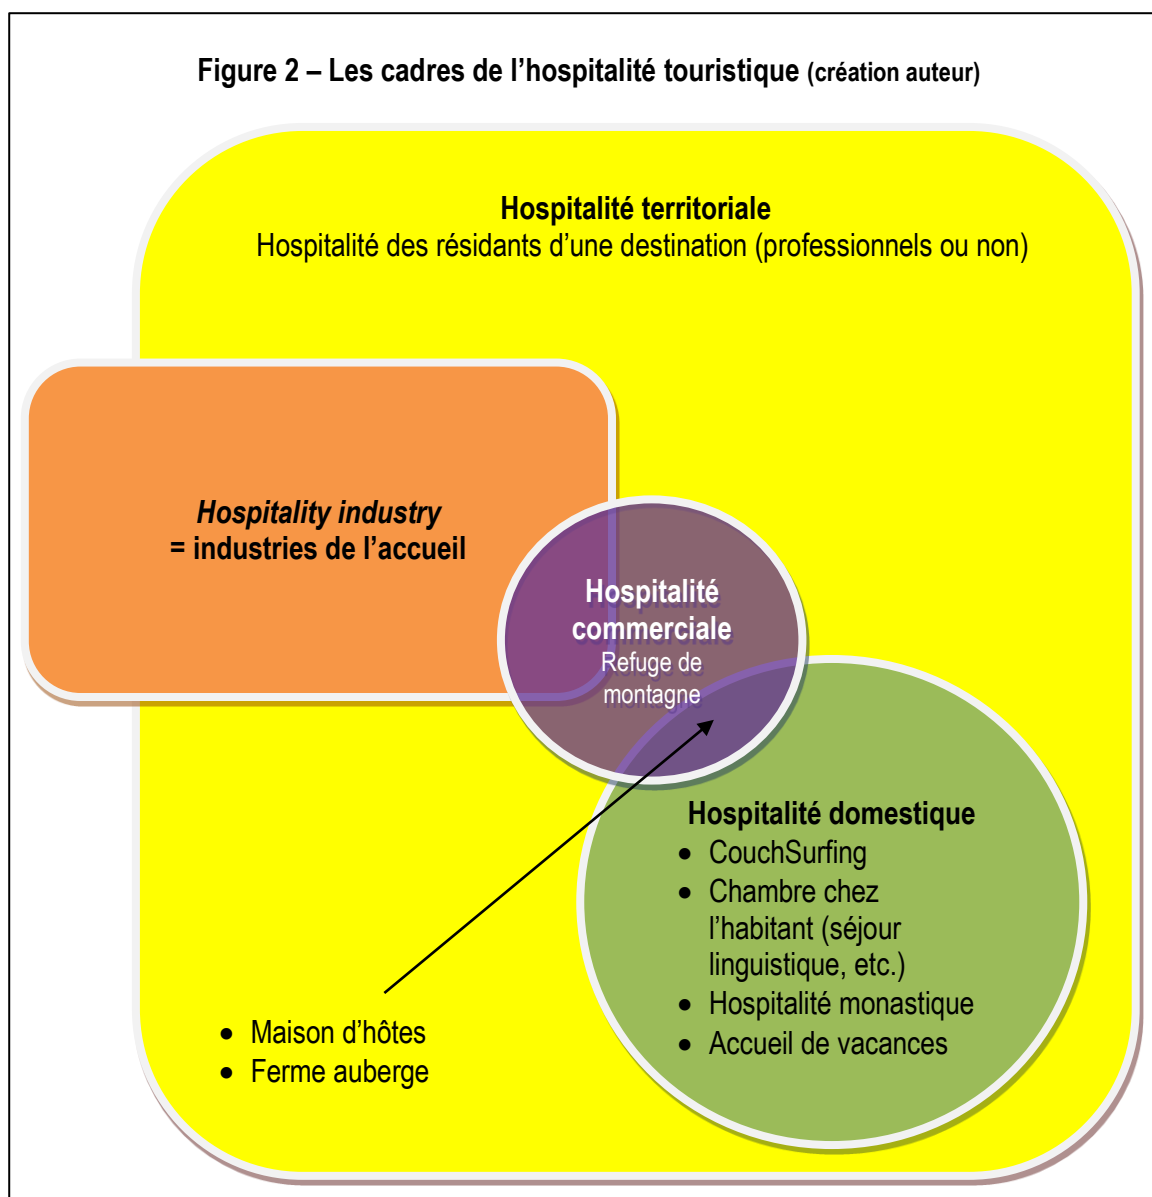 Figure 2 – Les cadres de l’hospitalité touristique (création auteur)
Hospitalité territoriale
Hospitalité des résidants d’une destination (professionnels ou non)
Hospitality industry
= industries de l’accueil
Hospitalité
commerciale
Refuge de
montagne
Hospitalité domestique
• CouchSurfing
• Chambre chez
l’habitant (séjour
linguistique, etc.)
• Hospitalité monastique
• Accueil de vacances
• Maison d’hôtes
• Ferme auberge